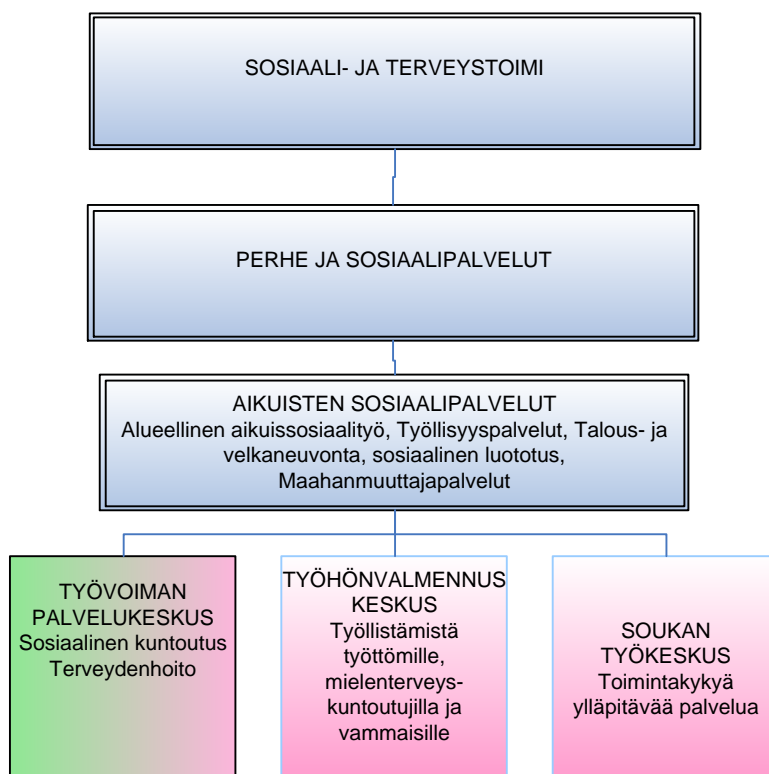 SOSIAALI- JA TERVEYSTOIMI
PERHE JA SOSIAALIPALVELUT
AIKUISTEN SOSIAALIPALVELUT
Alueellinen aikuissosiaalityö, Työllisyyspalvelut, Talous- ja
velkaneuvonta, sosiaalinen luototus,
Maahanmuuttajapalvelut
TYÖVOIMAN
PALVELUKESKUS
Sosiaalinen kuntoutus
Terveydenhoito
TYÖHÖNVALMENNUS
KESKUS
Työllistämistä
työttömille,
mielenterveys-
kuntoutujilla ja
vammaisille
SOUKAN
TYÖKESKUS
Toimintakykyä
ylläpitävää palvelua